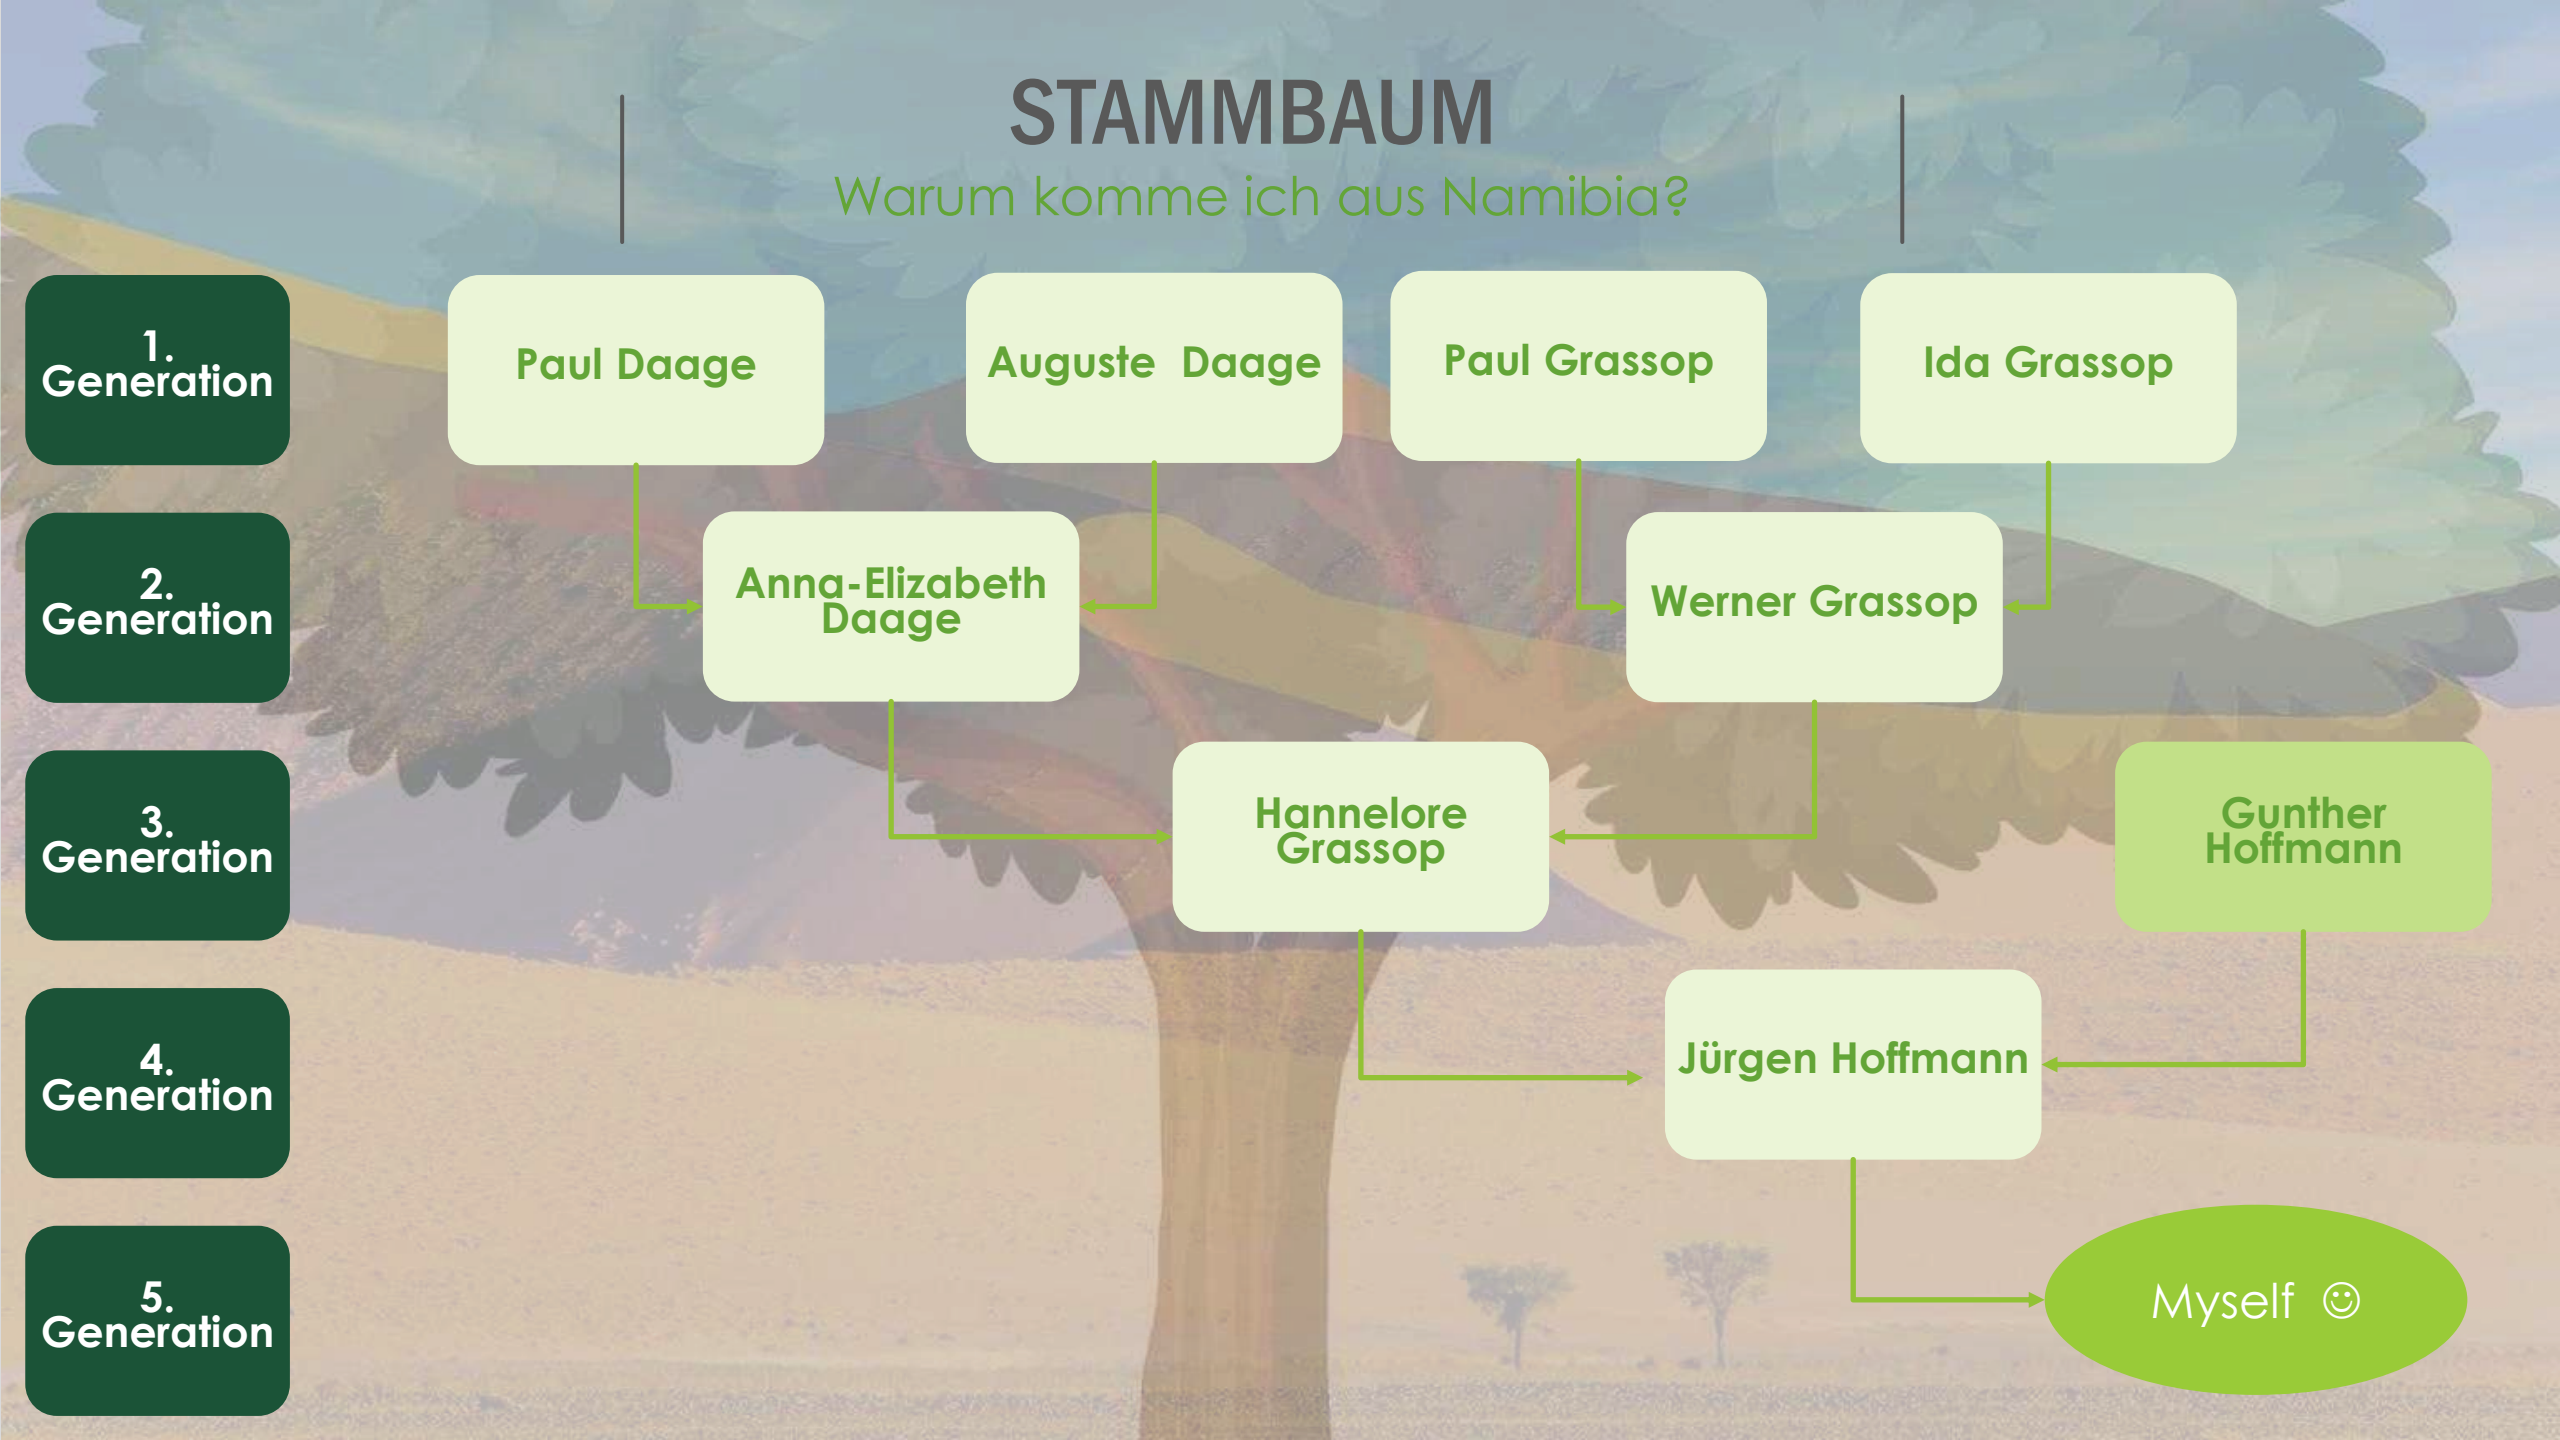 STAMMBAUM
Warum komme ich aus Namibia?
1.
Generation
Paul Daage
Auguste  Daage
Paul Grassop
Ida Grassop
2.
Generation
Anna-Elizabeth
Daage
Werner Grassop
3.
Generation
Hannelore
Grassop
Gunther
Hoffmann
4.
Generation
Jürgen Hoffmann
5.
Generation
Myself ☺